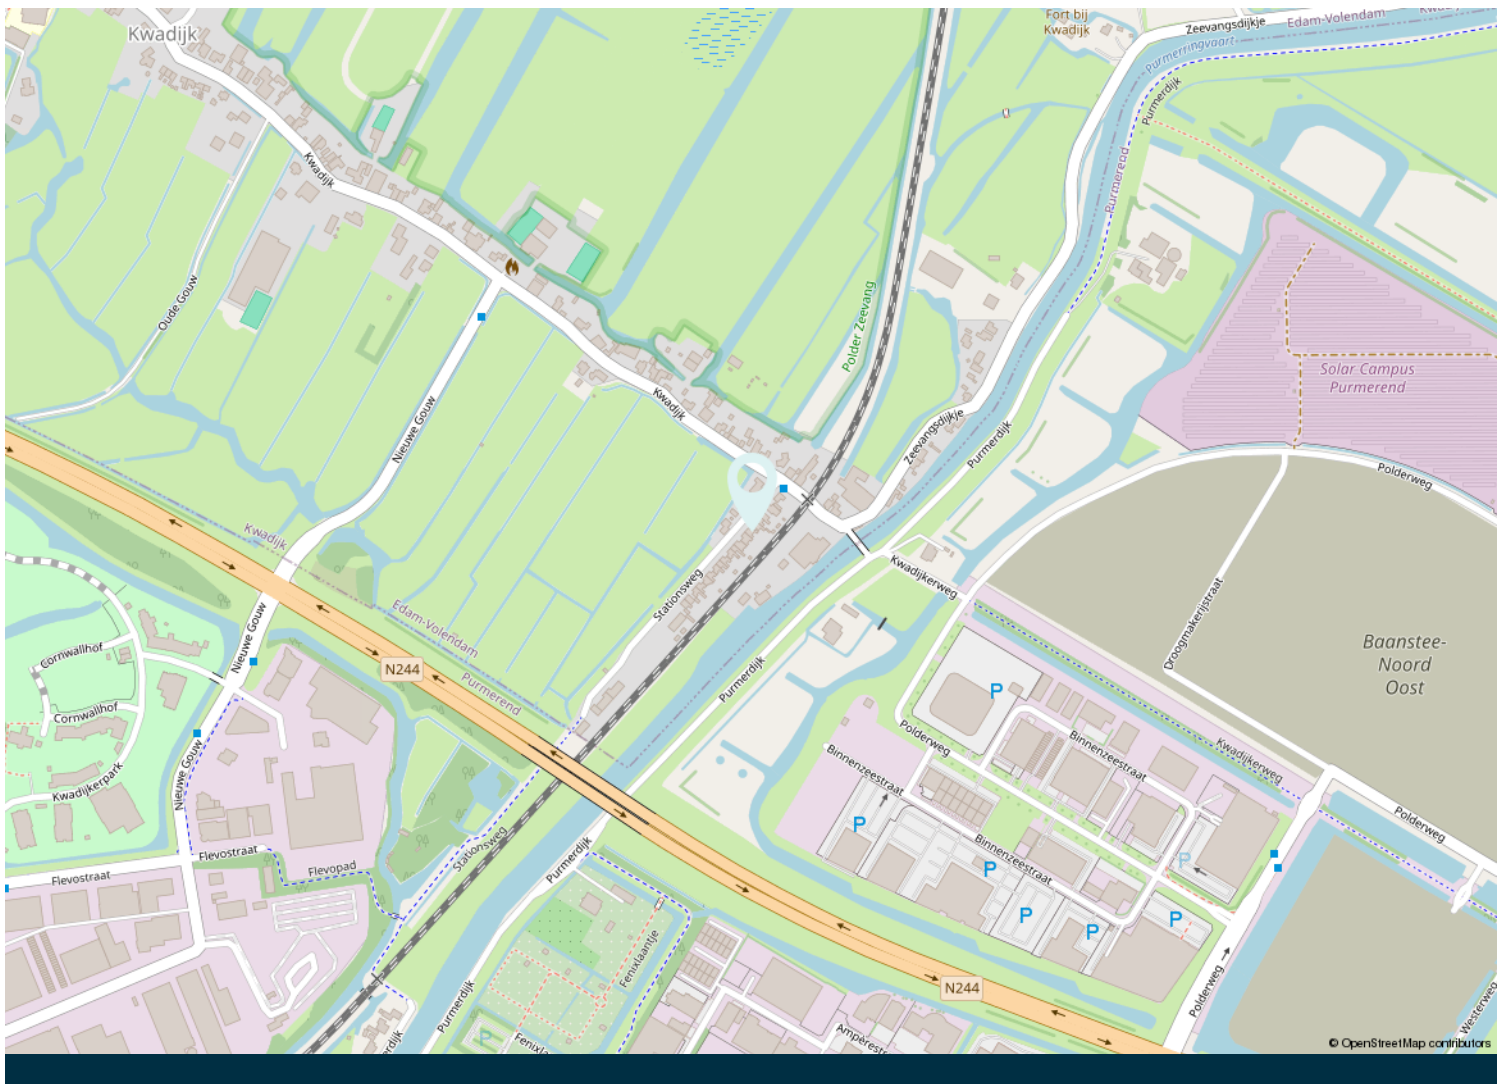 Kwadijk
Fort bij
Kwadijk
Zeevangsdijkje
Edam-Volendam
Purmerringvaart
Purmerdijk
Purmerend
Kwadijk
Oude Gouw
Polder Zeevang
Solar Campus
Purmerend
Nieuwe Gouw
Kwadijk
Zeevangsdijkje
Purmerdijk
Polderweg
Kwadijk
Stationsweg
Kwadijkerweg
Droogmakerijstraat
Edam-Volendam
Purmerend
N244
Nieuwe Gouw
Cornwallhof
Cornwallhof
Baanstee-
Noord
Oost
Purmerdijk
P
Polderweg
Binnenzeestraat
Binnenzeestraat
Kwadijkerweg
Nieuwe Gouw
Kwadijkerpark
Polderweg
P
P
P
Binnenzeestraat
Stationsweg
Purmerdijk
Flevostraat
Flevopad
Flevostraat
P
P
P
Fenixlaantje
N244
Polderweg
Westerweg
Purmerdijk
P
Ampèrestr
© OpenStreetMap contributors